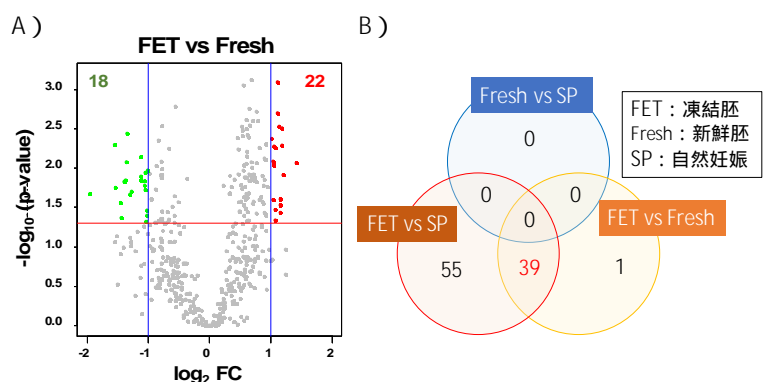 A)
FET vs Fresh
18
22
3.0
2.5
2.0
1.5
1.0
0.5
0.0
-log10-(p-value)
-2
-1
0
1
2
log2 FC
B)
Fresh vs SP
0
0
0
0
FET vs SP
FET vs Fresh
55
39
1
FET：凍結胚
Fresh：新鮮胚
SP：自然妊娠